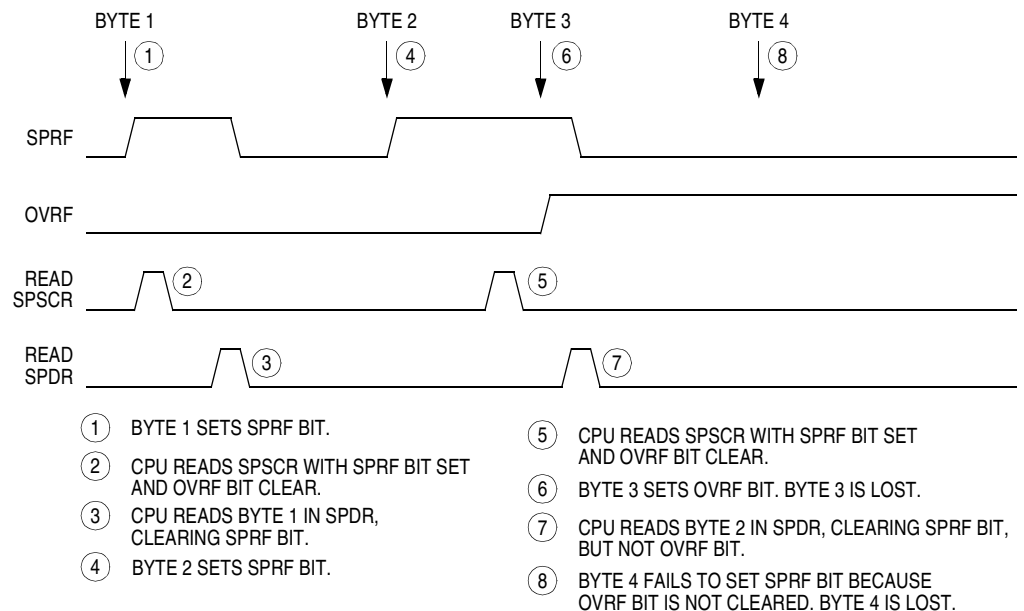 BYTE 1 BYTE 2 BYTE 3 BYTE 4
1 4 6 8
SPRF
OVRF
READ
SPSCR
2 5
READ
SPDR
3 7
1 BYTE 1 SETS SPRF BIT.
2 CPU READS SPSCR WITH SPRF BIT SET
AND OVRF BIT CLEAR.
3 CPU READS BYTE 1 IN SPDR,
CLEARING SPRF BIT.
4 BYTE 2 SETS SPRF BIT.
5 CPU READS SPSCR WITH SPRF BIT SET
AND OVRF BIT CLEAR.
6 BYTE 3 SETS OVRF BIT. BYTE 3 IS LOST.
7 CPU READS BYTE 2 IN SPDR, CLEARING SPRF BIT,
BUT NOT OVRF BIT.
8 BYTE 4 FAILS TO SET SPRF BIT BECAUSE
OVRF BIT IS NOT CLEARED. BYTE 4 IS LOST.